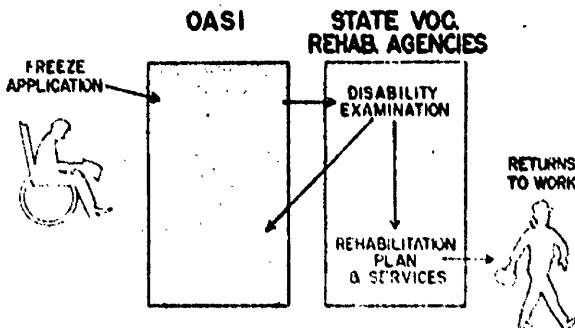 OASI
STATE VOC.
REHAB. AGENCIES
FREEZE
APPLICATION
DISABILITY
EXAMINATION
RETURNS
TO WORK
REHABILITATION
PLAN
& SERVICES